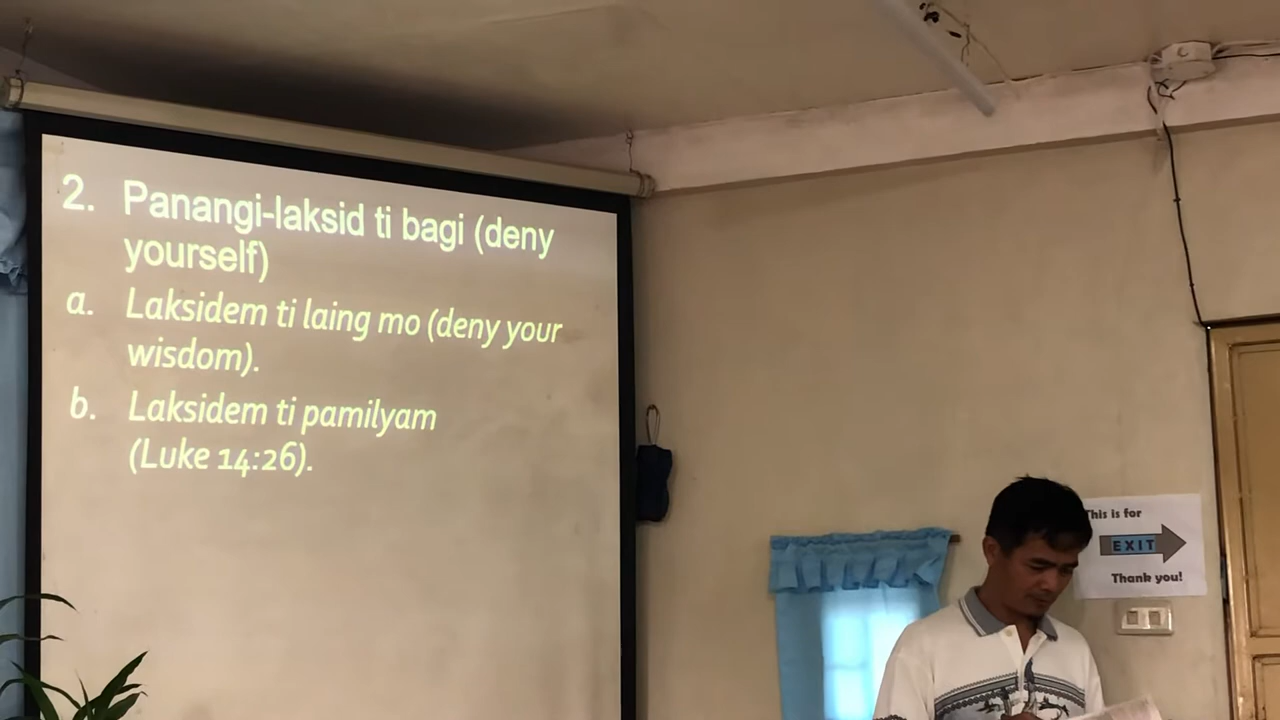 2. Panangi-laksid ti bagi (deny
yourself)
a. Laksidem ti laing mo (deny your
wisdom).
b. Laksidem ti pamilyam
(Luke 14:26).
This is for
EXIT
Thank you!